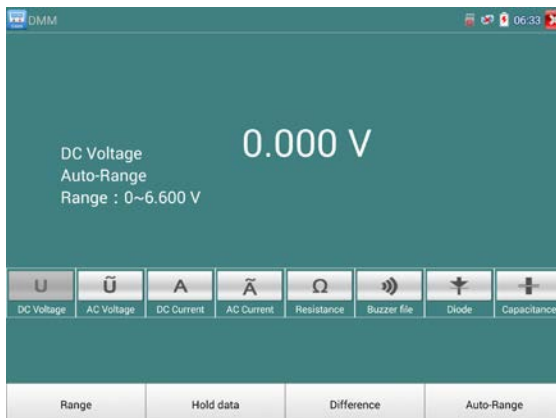 DMM
06:33
0.000 V
DC Voltage
Auto-Range
Range : 0~6.600 V
U Ũ A Ã Ω
DC Voltage AC Voltage DC Current AC Current Resistance Buzzer file Diode Capacitance
Range Hold data Difference Auto-Range